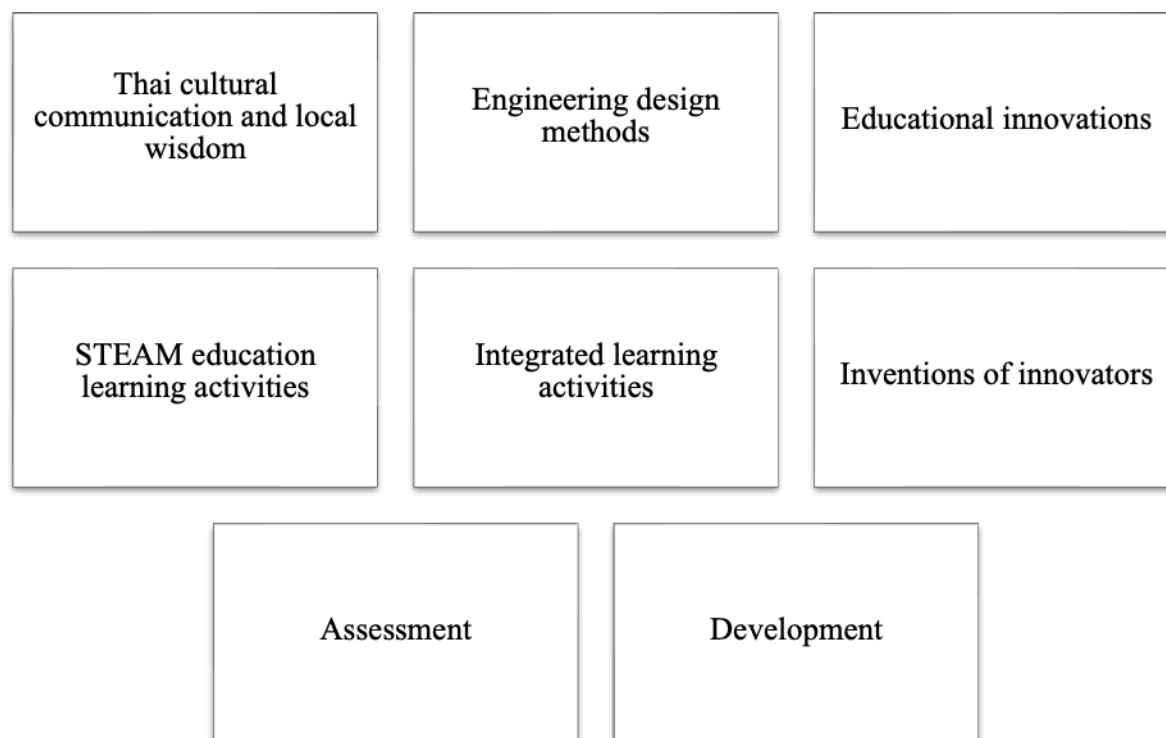 Thai cultural
communication and local
wisdom
Engineering design
methods
Educational innovations
STEAM education
learning activities
Integrated learning
activities
Inventions of innovators
Assessment
Development